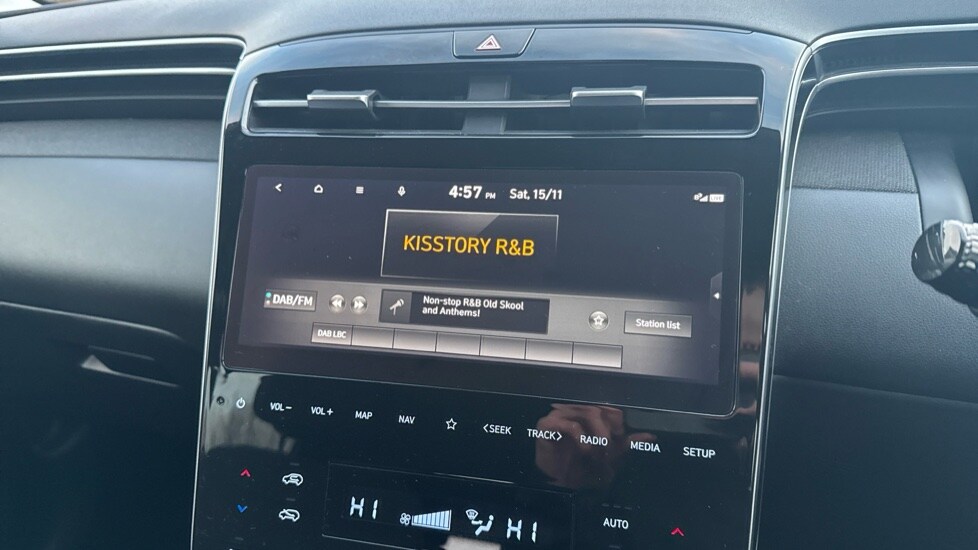 4:57 PM Sat, 15/11
KISSTORY R&B
DAB/FM
Non-stop R&B Old Skool
and Anthems!
Station list
DAB LBC
VOL- VOL+ MAP NAV <SEEK TRACK> RADIO MEDIA SETUP
HI HI AUTO